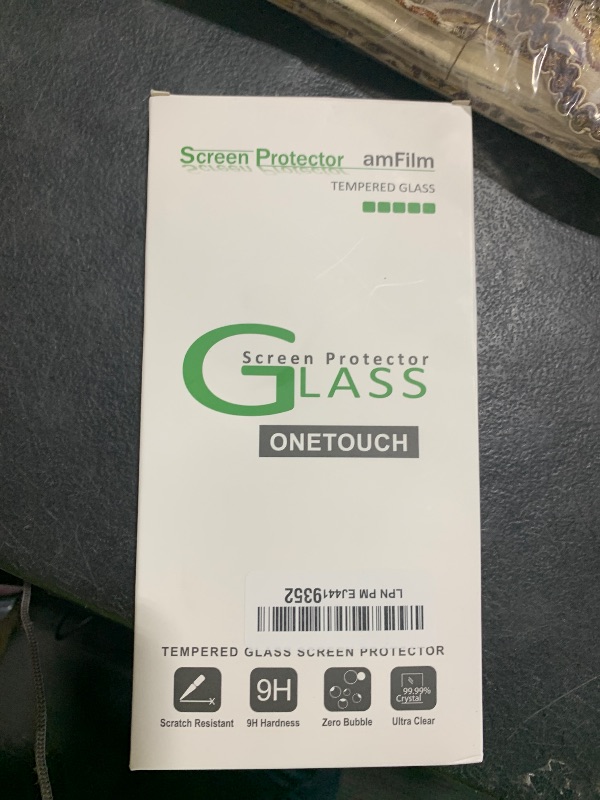 Screen Protector amFilm
TEMPERED GLASS
Screen Protector
GLASS
ONETOUCH
LPN PM EJ4419352
TEMPERED GLASS SCREEN PROTECTOR
9H
99.99%
Crystal
Scratch Resistant 9H Hardness Zero Bubble Ultra Clear